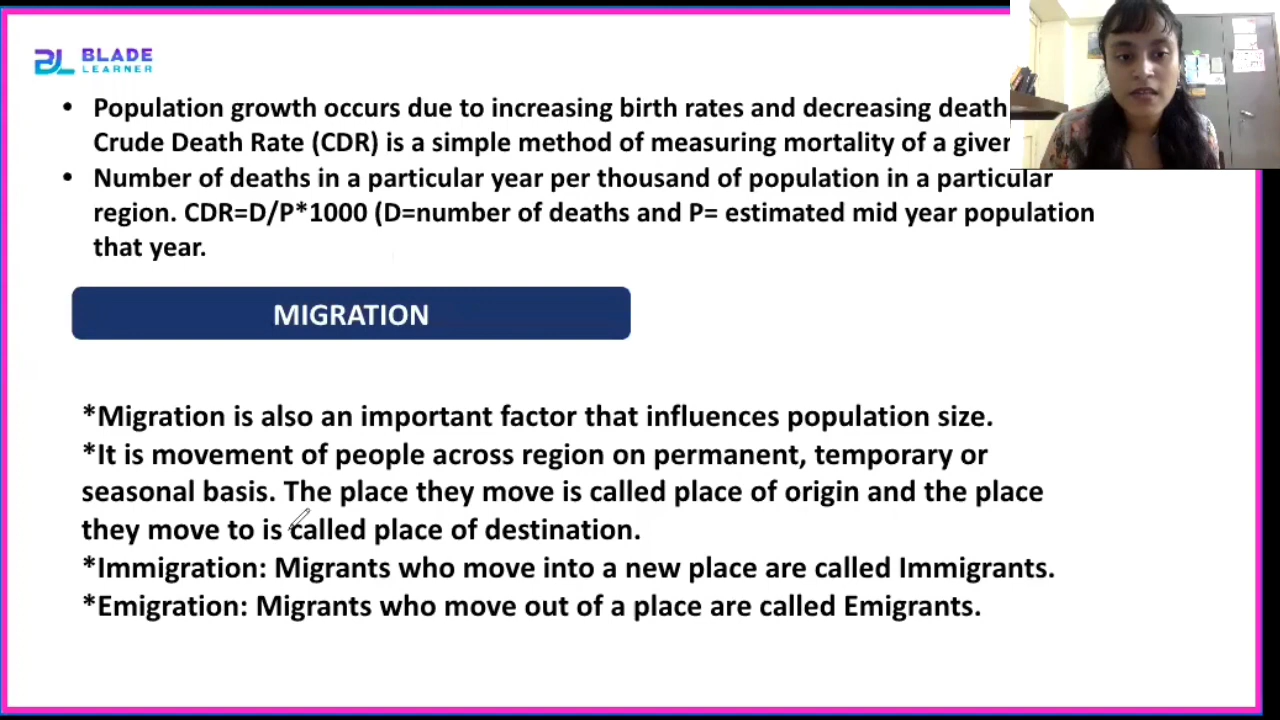 BLADE
LEARNER
• Population growth occurs due to increasing birth rates and decreasing death
Crude Death Rate (CDR) is a simple method of measuring mortality of a given
• Number of deaths in a particular year per thousand of population in a particular
region. CDR=D/P*1000 (D=number of deaths and P= estimated mid year population
that year.
MIGRATION
*Migration is also an important factor that influences population size.
*It is movement of people across region on permanent, temporary or
seasonal basis. The place they move is called place of origin and the place
they move to is called place of destination.
*Immigration: Migrants who move into a new place are called Immigrants.
*Emigration: Migrants who move out of a place are called Emigrants.